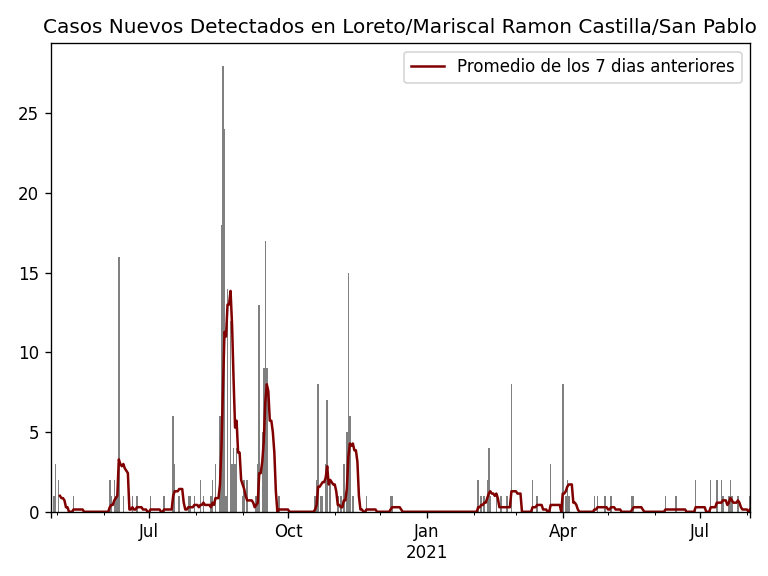 Casos Nuevos Detectados en Loreto/Mariscal Ramon Castilla/San Pablo
Promedio de los 7 dias anteriores
25
20
15
10
5
0
Jul Oct Jan Apr Jul
2021